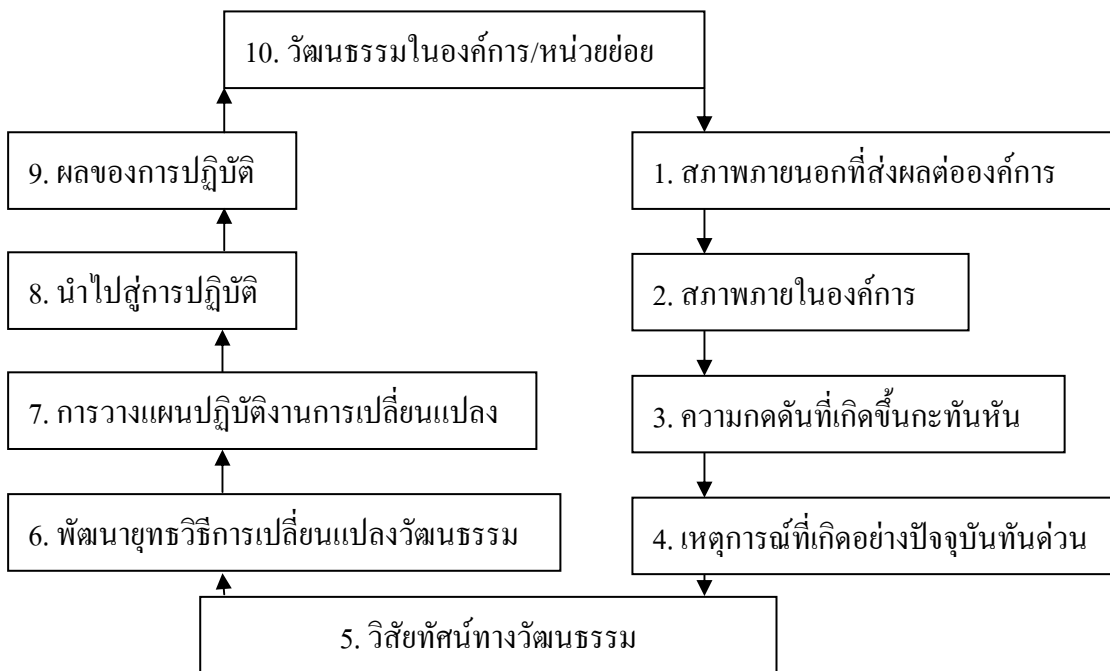 10. วัฒนธรรมในองค์การ/หน่วยย่อย
9. ผลของการปฏิบัติ
1. สภาพภายนอกที่ส่งผลต่อองค์การ
8. นำไปสู่การปฏิบัติ
2. สภาพภายในองค์การ
7. การวางแผนปฏิบัติงานการเปลี่ยนแปลง
3. ความกดดันที่เกิดขึ้นกะทันหัน
6. พัฒนายุทธวิธีการเปลี่ยนแปลงวัฒนธรรม
4. เหตุการณ์ที่เกิดอย่างปัจจุบันทันด่วน
5. วิสัยทัศน์ทางวัฒนธรรม